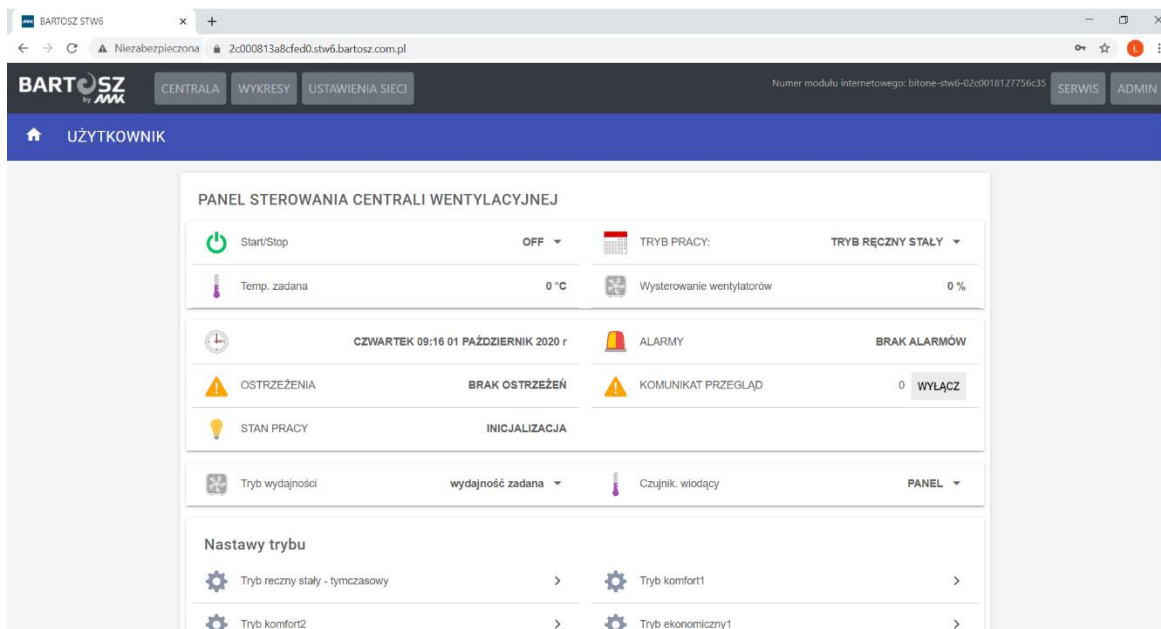 BARTOSZ STW6
Niezabezpieczona 2c000813a8cfed0.stw6.bartosz.com.pl
Ł
BARTOSZ by MMK
CENTRALA WYKRESY USTAWIENIA SIECI
Numer modułu internetowego: bitone-stw6-02c0018127756c35
SERWIS ADMIN
UŻYTKOWNIK
PANEL STEROWANIA CENTRALI WENTYLACYJNEJ
Start/Stop OFF
TRYB PRACY: TRYB RĘCZNY STAŁY
Temp. zadana 0 °C
Wysterowanie wentylatorów 0 %
CZWARTEK 09:16 01 PAŹDZIERNIK 2020 r
ALARMY BRAK ALARMÓW
OSTRZEŻENIA BRAK OSTRZEŻEŃ
KOMUNIKAT PRZEGLĄD 0 WYŁĄCZ
STAN PRACY INICJALIZACJA
Tryb wydajności wydajność zadana
Czujnik. wiodący PANEL
Nastawy trybu
Tryb reczny stały - tymczasowy
Tryb komfort1
Tryb komfort2
Tryb ekonomiczny1